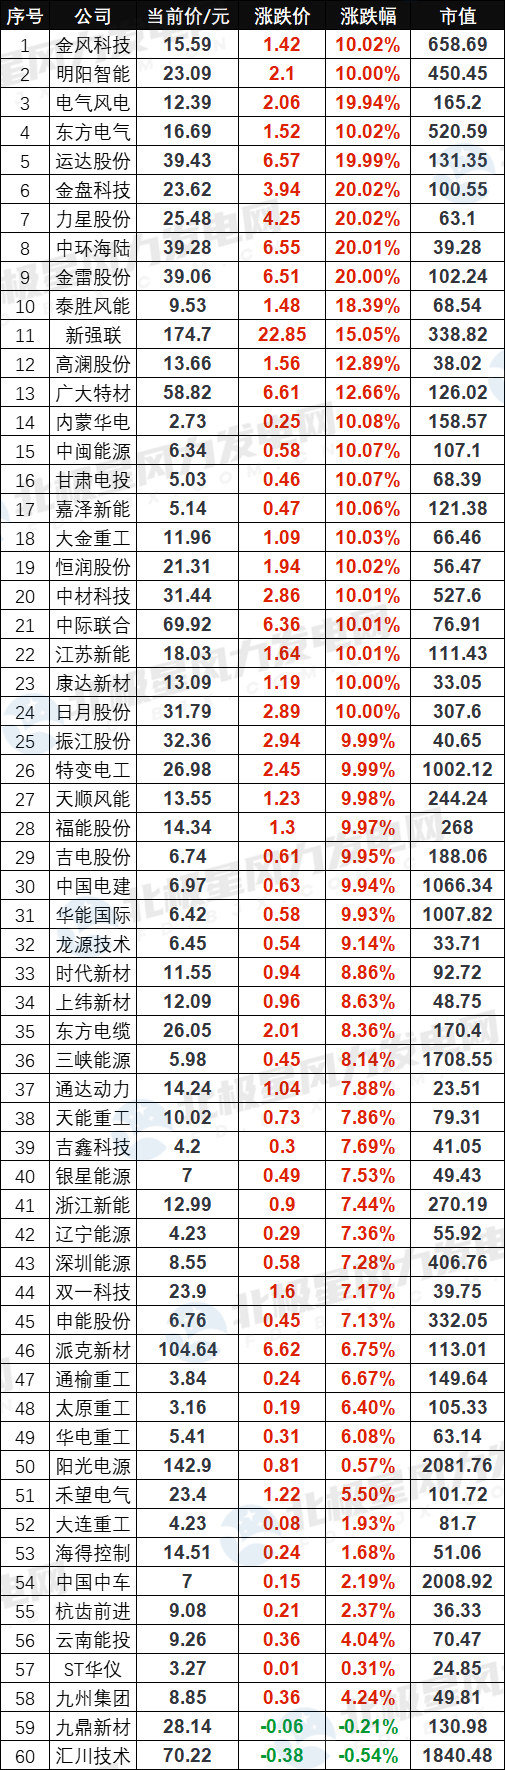 序号 公司 当前价/元 涨跌价 涨跌幅 市值
1 金风科技 15.59 1.42 10.02% 658.69
2 明阳智能 23.09 2.1 10.00% 450.45
3 电气风电 12.39 2.06 19.94% 165.2
4 东方电气 16.69 1.52 10.02% 520.59
5 运达股份 39.43 6.57 19.99% 131.35
6 金盘科技 23.62 3.94 20.02% 100.55
7 力星股份 25.48 4.25 20.02% 63.1
8 中环海陆 39.28 6.55 20.01% 39.28
9 金雷股份 39.06 6.51 20.00% 102.24
10 泰胜风能 9.53 1.48 18.39% 68.54
11 新强联 174.7 22.85 15.05% 338.82
12 高澜股份 13.66 1.56 12.89% 38.02
13 广大特材 58.82 6.61 12.66% 126.02
14 内蒙华电 2.73 0.25 10.08% 158.57
15 中闽能源 6.34 0.58 10.07% 107.1
16 甘肃电投 5.03 0.46 10.07% 68.39
17 嘉泽新能 5.14 0.47 10.06% 121.38
18 大金重工 11.96 1.09 10.03% 66.46
19 恒润股份 21.31 1.94 10.02% 56.47
20 中材科技 31.44 2.86 10.01% 527.6
21 中际联合 69.92 6.36 10.01% 76.91
22 江苏新能 18.03 1.64 10.01% 111.43
23 康达新材 13.09 1.19 10.00% 33.05
24 日月股份 31.79 2.89 10.00% 307.6
25 振江股份 32.36 2.94 9.99% 40.65
26 特变电工 26.98 2.45 9.99% 1002.12
27 天顺风能 13.55 1.23 9.98% 244.24
28 福能股份 14.34 1.3 9.97% 268
29 吉电股份 6.74 0.61 9.95% 188.06
30 中国电建 6.97 0.63 9.94% 1066.34
31 华能国际 6.42 0.58 9.93% 1007.82
32 龙源技术 6.45 0.54 9.14% 33.71
33 时代新材 11.55 0.94 8.86% 92.72
34 上纬新材 12.09 0.96 8.63% 48.75
35 东方电缆 26.05 2.01 8.36% 170.4
36 三峡能源 5.98 0.45 8.14% 1708.55
37 通达动力 14.24 1.04 7.88% 23.51
38 天能重工 10.02 0.73 7.86% 79.31
39 吉鑫科技 4.2 0.3 7.69% 41.05
40 银星能源 7 0.49 7.53% 49.43
41 浙江新能 12.99 0.9 7.44% 270.19
42 辽宁能源 4.23 0.29 7.36% 55.92
43 深圳能源 8.55 0.58 7.28% 406.76
44 双一科技 23.9 1.6 7.17% 39.75
45 申能股份 6.76 0.45 7.13% 332.05
46 派克新材 104.64 6.62 6.75% 113.01
47 通榆重工 3.84 0.24 6.67% 149.64
48 太原重工 3.16 0.19 6.40% 105.33
49 华电重工 5.41 0.31 6.08% 63.14
50 阳光电源 142.9 0.81 0.57% 2081.76
51 禾望电气 23.4 1.22 5.50% 101.72
52 大连重工 4.23 0.08 1.93% 81.7
53 海得控制 14.51 0.24 1.68% 51.06
54 中国中车 7 0.15 2.19% 2008.92
55 杭齿前进 9.08 0.21 2.37% 36.33
56 云南能投 9.26 0.36 4.04% 70.47
57 ST华仪 3.27 0.01 0.31% 24.85
58 九州集团 8.85 0.36 4.24% 49.81
59 九鼎新材 28.14 -0.06 -0.21% 130.98
60 汇川技术 70.22 -0.38 -0.54% 1840.48
北极星风力发电网